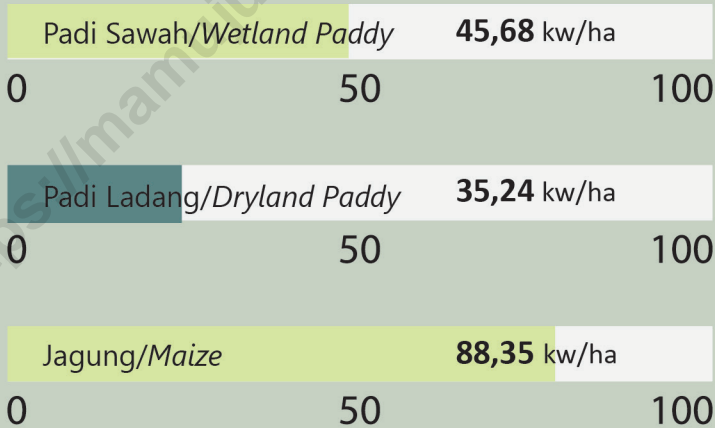 Padi Sawah/Wetland Paddy 45,68 kw/ha
0 50 100
Padi Ladang/Dryland Paddy 35,24 kw/ha
0 50 100
Jagung/Maize 88,35 kw/ha
0 50 100